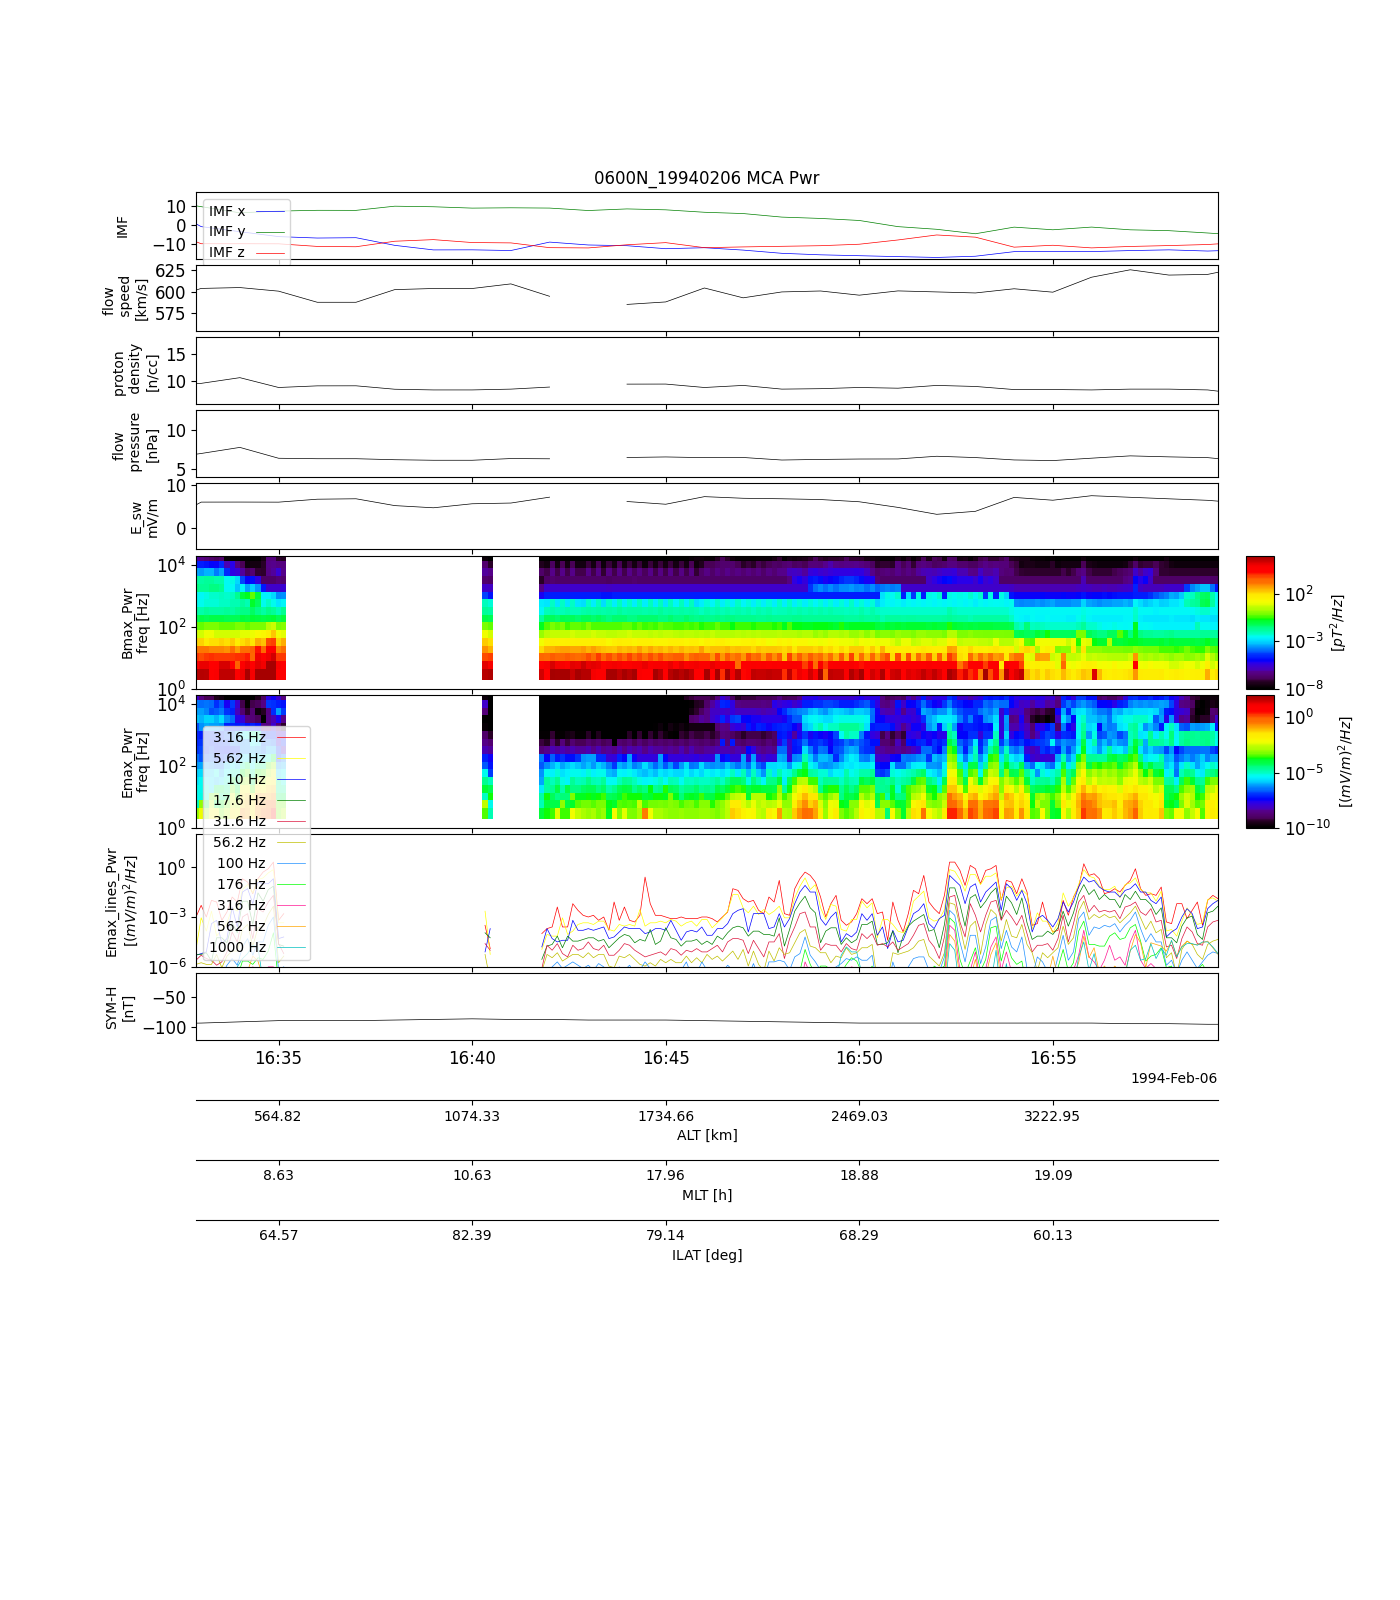 0600N_19940206 MCA Pwr
IMF
10
0
−10
IMF x
IMF y
IMF z
flow
speed
[km/s]
625
600
575
proton
density
[n/cc]
15
10
flow
pressure
[nPa]
10
5
E_sw
mV/m
10
0
Bmax_Pwr
freq [Hz]
10^4
10^2
10^0
10^2
10^−3
10^−8
[pT^2/Hz]
Emax_Pwr
freq [Hz]
10^4
10^2
10^0
10^0
10^−5
10^−10
[(mV/m)^2/Hz]
3.16 Hz
5.62 Hz
10 Hz
17.6 Hz
31.6 Hz
56.2 Hz
100 Hz
176 Hz
316 Hz
562 Hz
1000 Hz
Emax_lines_Pwr
[(mV/m)^2/Hz]
10^0
10^−3
10^−6
SYM-H
[nT]
−50
−100
16:35 16:40 16:45 16:50 16:55
1994-Feb-06
564.82 1074.33 1734.66 2469.03 3222.95
ALT [km]
8.63 10.63 17.96 18.88 19.09
MLT [h]
64.57 82.39 79.14 68.29 60.13
ILAT [deg]